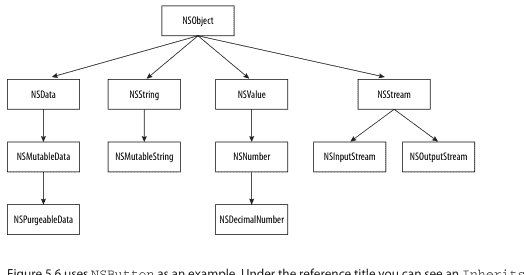 NSObject
NSData NSString NSValue NSStream
NSMutableData NSMutableString NSNumber NSInputStream NSOutputStream
NSPurgeableData NSDecimalNumber
Figure 5.6 uses NSButton as an example. Under the reference title you can see an Inherits